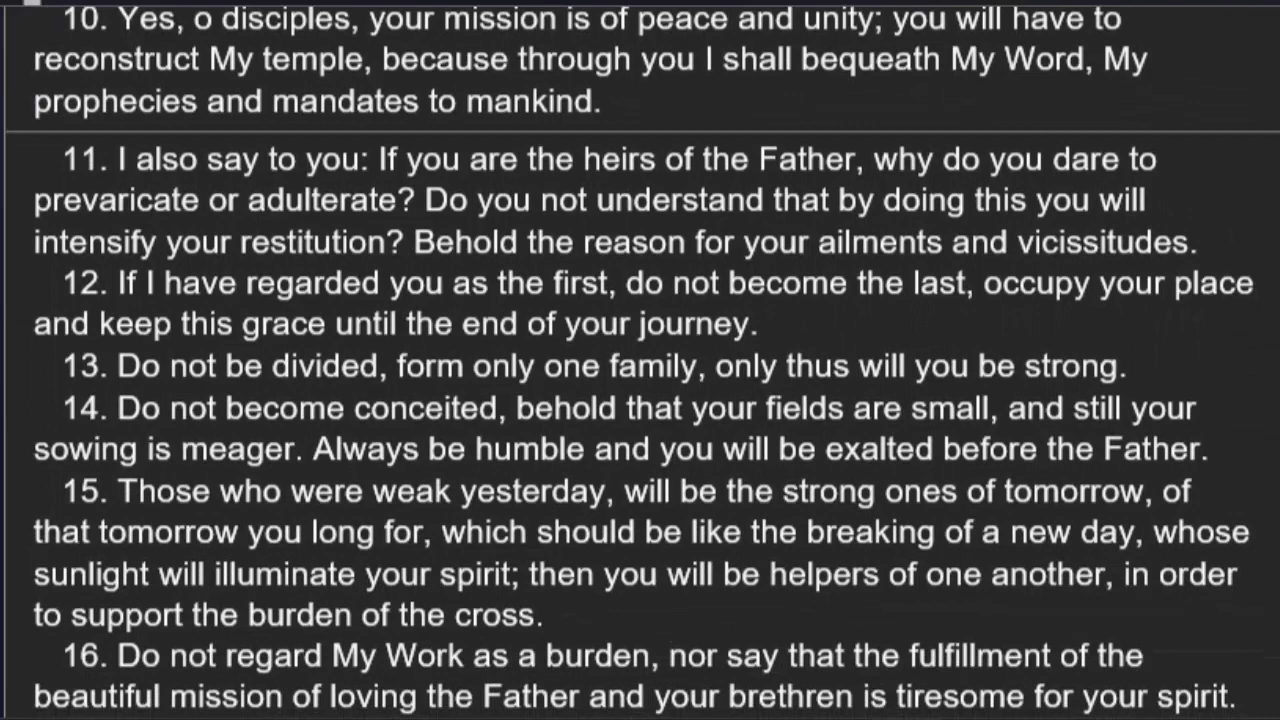 10. Yes, o disciples, your mission is of peace and unity; you will have to
reconstruct My temple, because through you I shall bequeath My Word, My
prophecies and mandates to mankind.
11. I also say to you: If you are the heirs of the Father, why do you dare to
prevaricate or adulterate? Do you not understand that by doing this you will
intensify your restitution? Behold the reason for your ailments and vicissitudes.
12. If I have regarded you as the first, do not become the last, occupy your place
and keep this grace until the end of your journey.
13. Do not be divided, form only one family, only thus will you be strong.
14. Do not become conceited, behold that your fields are small, and still your
sowing is meager. Always be humble and you will be exalted before the Father.
15. Those who were weak yesterday, will be the strong ones of tomorrow, of
that tomorrow you long for, which should be like the breaking of a new day, whose
sunlight will illuminate your spirit; then you will be helpers of one another, in order
to support the burden of the cross.
16. Do not regard My Work as a burden, nor say that the fulfillment of the
beautiful mission of loving the Father and your brethren is tiresome for your spirit.